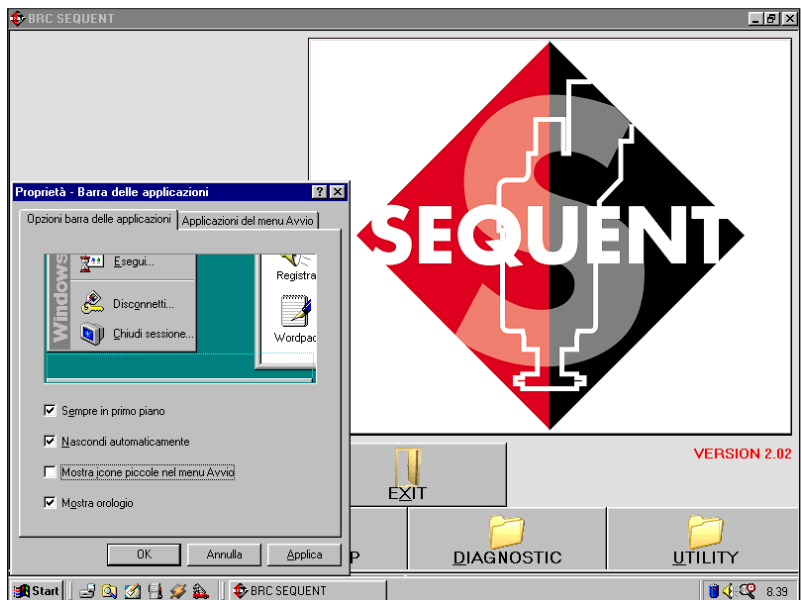 BRC SEQUENT
SEQUENT
Proprietà - Barra delle applicazioni
Opzioni barra delle applicazioni
Applicazioni del menu Avvio
Windows
Esegui...
Disconnetti...
Chiudi sessione...
Registra
Wordpad
Sempre in primo piano
Nascondi automaticamente
Mostra icone piccole nel menu Avvio
Mostra orologio
OK
Annulla
Applica
VERSION 2.02
EXIT
P
DIAGNOSTIC
UTILITY
Start
BRC SEQUENT
8.39